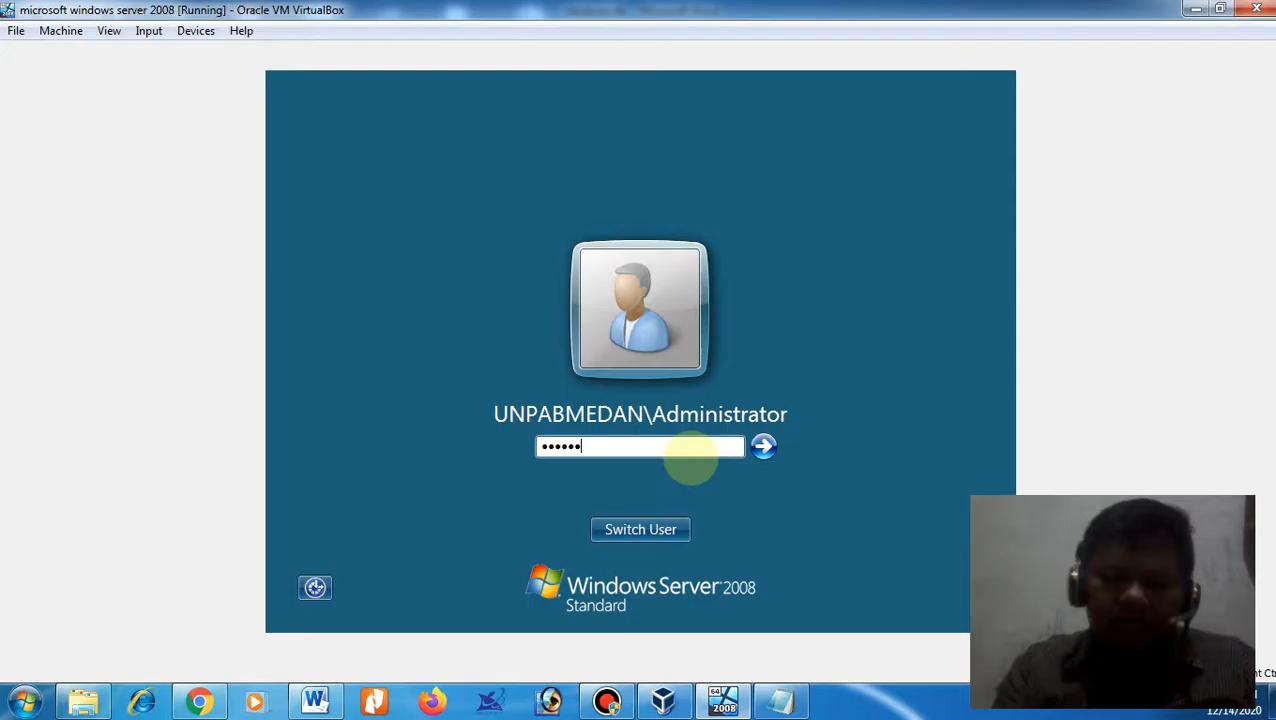 microsoft windows server 2008 [Running] - Oracle VM VirtualBox
File Machine View Input Devices Help
UNPABMEDAN\Administrator
••••••
Switch User
Windows Server 2008
Standard
W
64
2008
12/14/2020